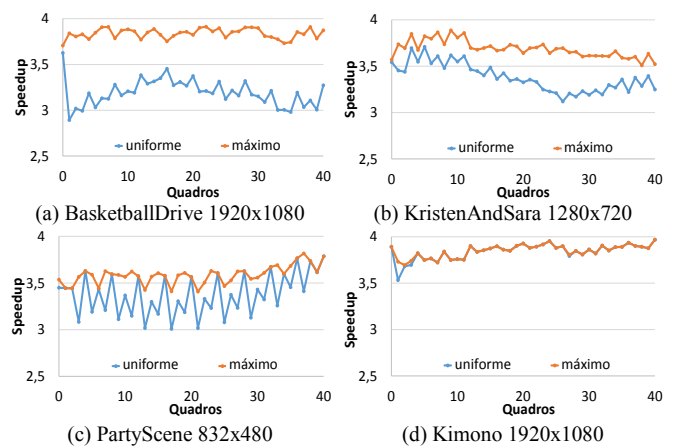 4
3,5
3
2,5
Speedup
0 10 20 30 40
uniforme máximo
Quadros
(a) BasketballDrive 1920x1080
4
3,5
3
2,5
Speedup
0 10 20 30 40
uniforme máximo
Quadros
(b) KristenAndSara 1280x720
4
3,5
3
2,5
Speedup
0 10 20 30 40
uniforme máximo
Quadros
(c) PartyScene 832x480
4
3,5
3
2,5
Speedup
0 10 20 30 40
uniforme máximo
Quadros
(d) Kimono 1920x1080